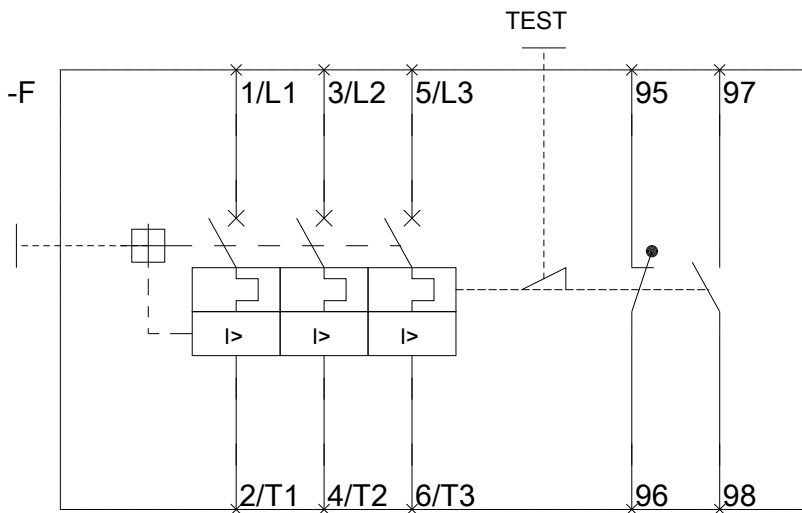 TEST
-F
1/L1 3/L2 5/L3 95 97
I> I> I>
2/T1 4/T2 6/T3 96 98